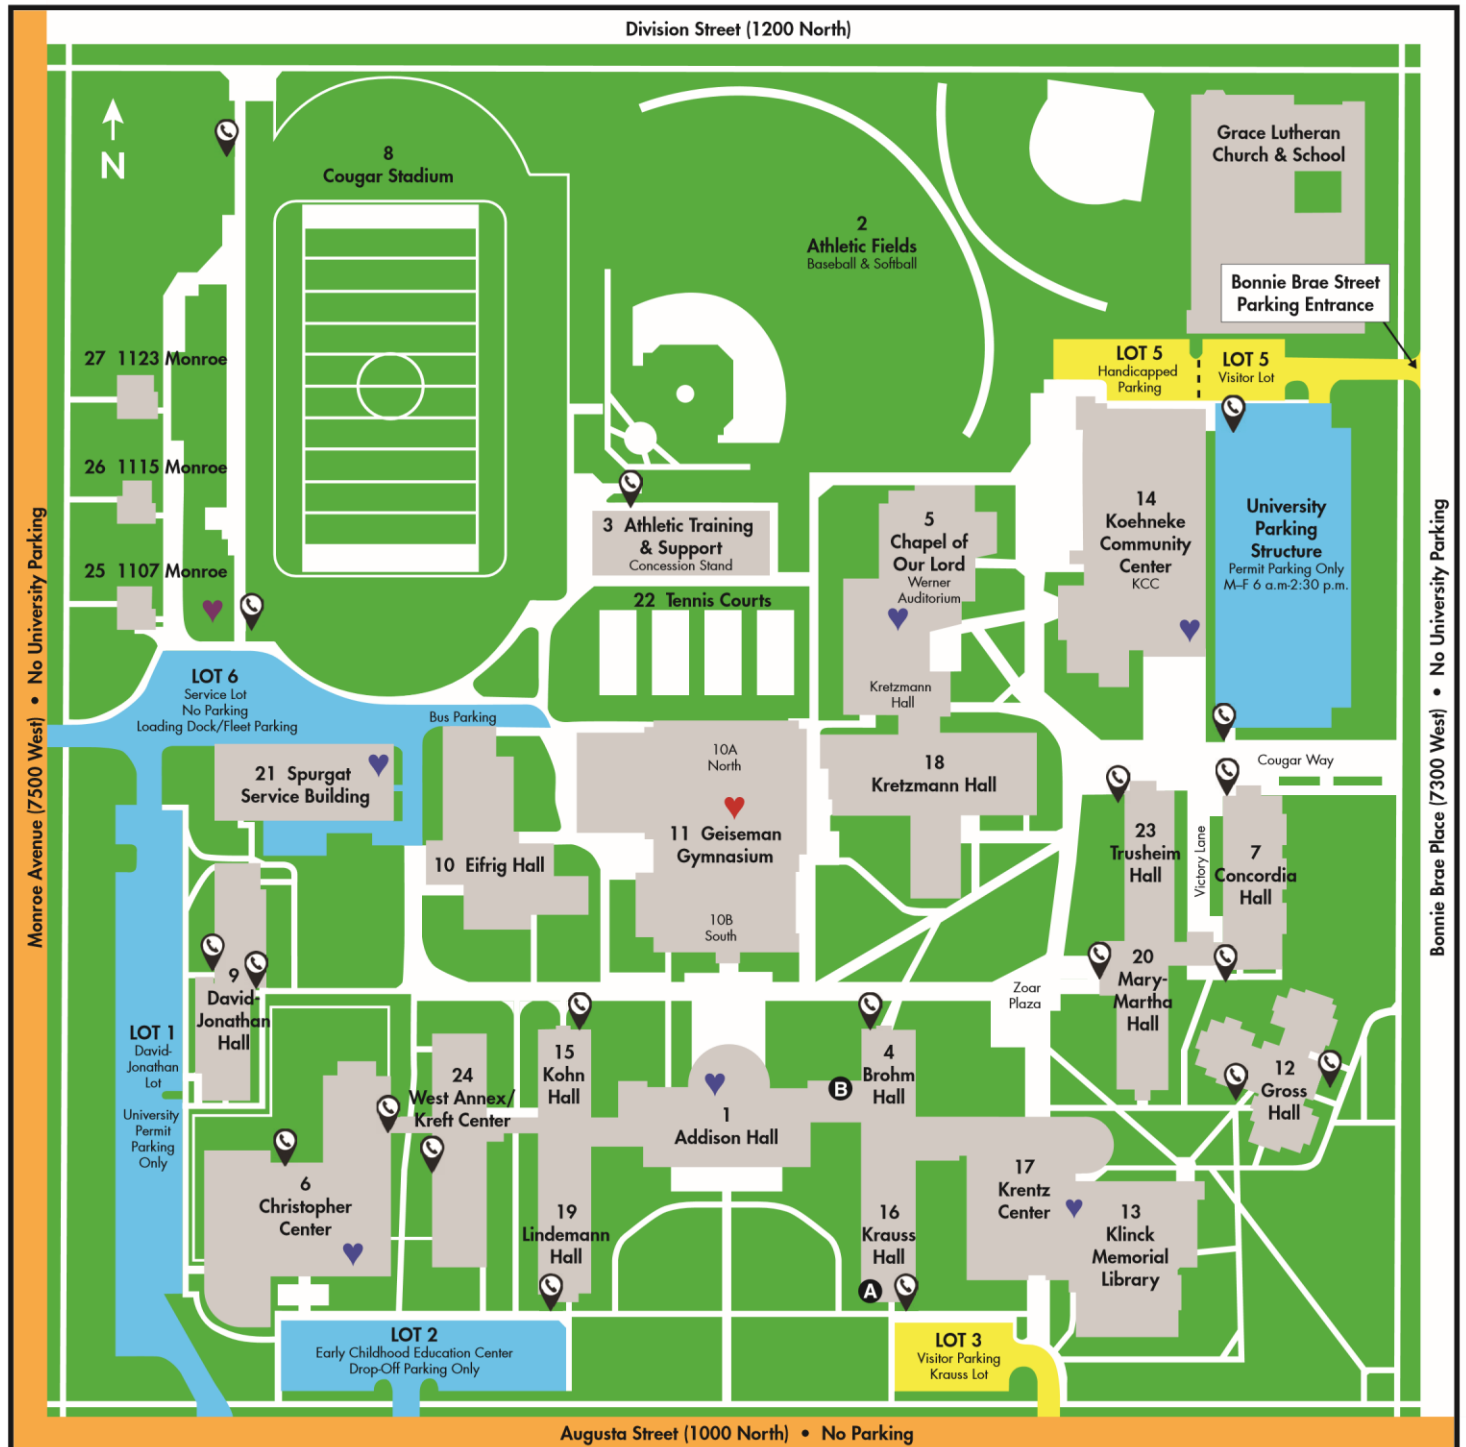 Division Street (1200 North)
N
8
Cougar Stadium
2
Athletic Fields
Baseball & Softball
Grace Lutheran
Church & School
Bonnie Brae Street
Parking Entrance
LOT 5
Handicapped
Parking
LOT 5
Visitor Lot
27 1123 Monroe
26 1115 Monroe
25 1107 Monroe
3 Athletic Training
& Support
Concession Stand
22 Tennis Courts
5
Chapel of
Our Lord
Werner
Auditorium
Kretzmann
Hall
14
Koehneke
Community
Center
KCC
University
Parking
Structure
Permit Parking Only
M–F 6 a.m-2:30 p.m.
Monroe Avenue (7500 West) • No University Parking
Bonnie Brae Place (7300 West) • No University Parking
LOT 6
Service Lot
No Parking
Loading Dock/Fleet Parking
Bus Parking
21 Spurgat
Service Building
10A
North
11 Geiseman
Gymnasium
10B
South
10 Eifrig Hall
18
Kretzmann Hall
Cougar Way
23
Trusheim
Hall
Victory Lane
7
Concordia
Hall
9
David-
Jonathan
Hall
20
Mary-
Martha
Hall
Zoar
Plaza
LOT 1
David-
Jonathan
Lot
University
Permit
Parking
Only
24
West Annex/
Kreft Center
15
Kohn
Hall
4
Brohm
Hall
B
1
Addison Hall
12
Gross
Hall
6
Christopher
Center
19
Lindemann
Hall
16
Krauss
Hall
A
17
Krentz
Center
13
Klinck
Memorial
Library
LOT 2
Early Childhood Education Center
Drop-Off Parking Only
LOT 3
Visitor Parking
Krauss Lot
Augusta Street (1000 North) • No Parking